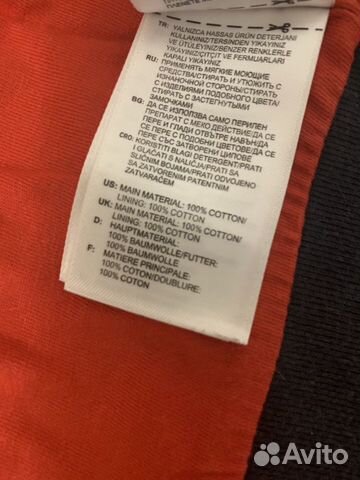 TR: YALNIZCA HASSAS ÜRÜN DETERJANI
KULLANINIZ/TERSİNDEN YIKAYINIZ
VE ÜTÜLEYİNİZ/BENZER RENKLERLE
YIKAYINIZ/ÇITÇIT VE FERMUARLARI
KAPALI YIKAYINIZ
RU: ПРИМЕНЯТЬ МЯГКИЕ МОЮЩИЕ
СРЕДСТВА/СТИРАТЬ И УТЮЖИТЬ С
ИЗНАНОЧНОЙ СТОРОНЫ/СТИРАТЬ
С ИЗДЕЛИЯМИ ПОДОБНОГО ЦВЕТА/
СТИРАТЬ С ЗАСТЕГНУТЫМИ
ЗАМОЧКАМИ
BG: ДА СЕ ИЗПОЛЗВА САМО ПЕРИЛЕН
ПРЕПАРАТ С МЕКО ДЕЙСТВИЕ/ДА СЕ
ПЕРЕ И ГЛАДИ ОТВЪТРЕ НАВЪН/ДА
СЕ ПЕРЕ С ПОДОБНИ ЦВЕТОВЕ/ДА СЕ
ПЕРЕ СЪС ЗАТВОРЕНИ ЦИПОВЕ
CRO: KORISTITI BLAGI DETERGENT/PRATI
I GLAČATI S NALIČJA/PRATI SA
SLIČNIM BOJAMA/PRATI ODVOJENO
SA ZATVORENIM PATENTNIM
ZATVARAČEM
US: MAIN MATERIAL: 100% COTTON/
LINING: 100% COTTON
UK: MAIN MATERIAL: 100% COTTON/
LINING: 100% COTTON
D: HAUPTMATERIAL:
100% BAUMWOLLE/FUTTER:
100% BAUMWOLLE
F: MATIERE PRINCIPALE:
100% COTON/DOUBLURE:
100% COTON
Avito